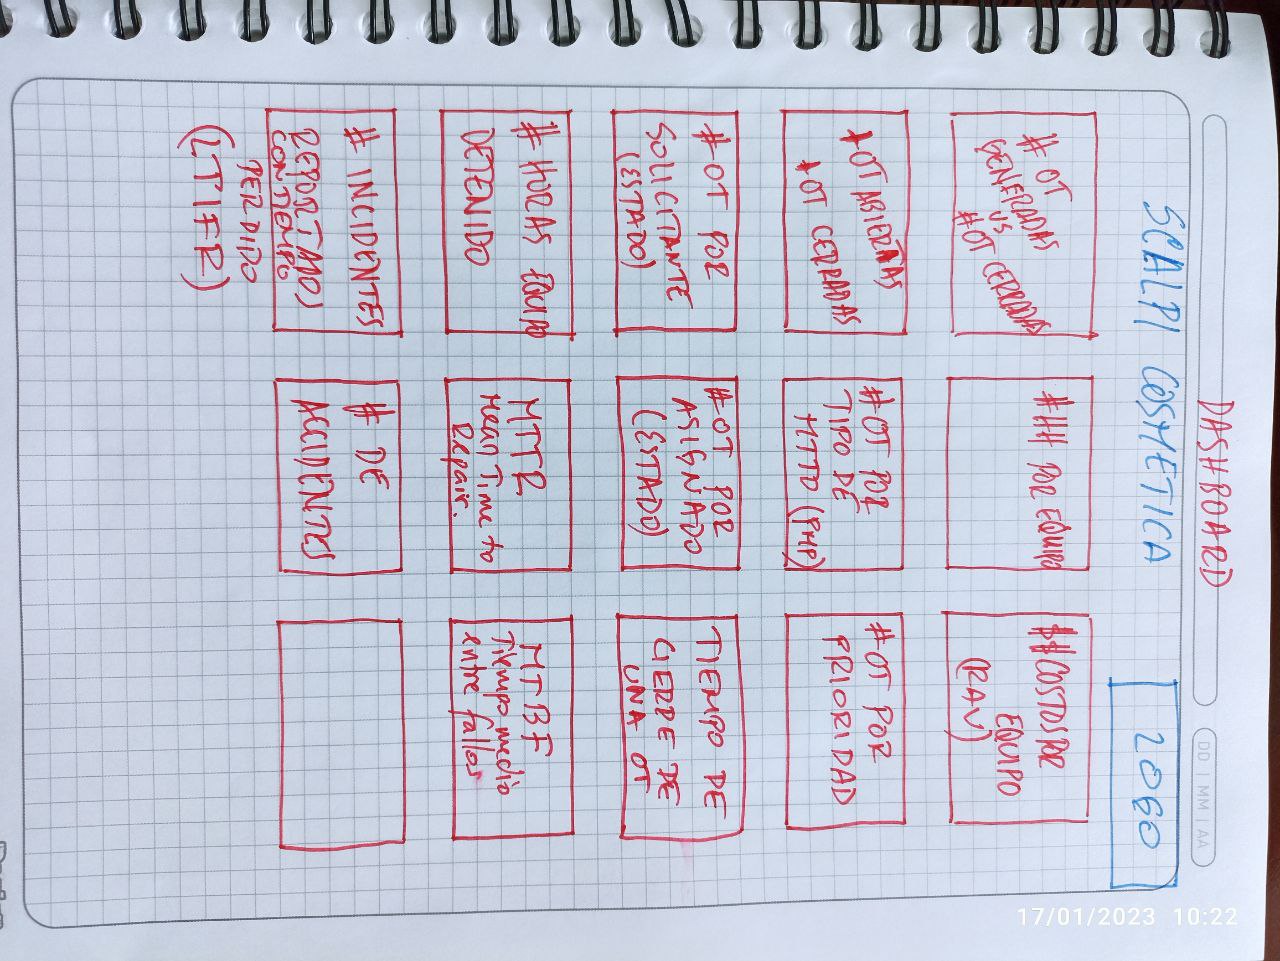 DASHBOARD
DD | MM | AA
SCALPI COSMETICA
2060
# OT
GENERADAS
VS
#OT CERRADAS
#HH POR EQUIPO
$# COSTOS POR
EQUIPO
(RAV)
OT ABIERTAS
OT CERRADAS
#OT POR
TIPO DE
MTTO (PMP)
#OT POR
PRIORIDAD
#OT POR
SOLICITANTE
(ESTADO)
#OT POR
ASIGNADO
(ESTADO)
TIEMPO DE
CIERRE DE
UNA OT
# HORAS EQUIPO
DETENIDO
MTTR
Mean Time to
Repair.
MTBF
Tiempo medio
entre fallos
# INCIDENTES
REPORTADOS
CON TIEMPO
PERDIDO
(LTIFR)
# DE
ACCIDENTES
17/01/2023 10:22